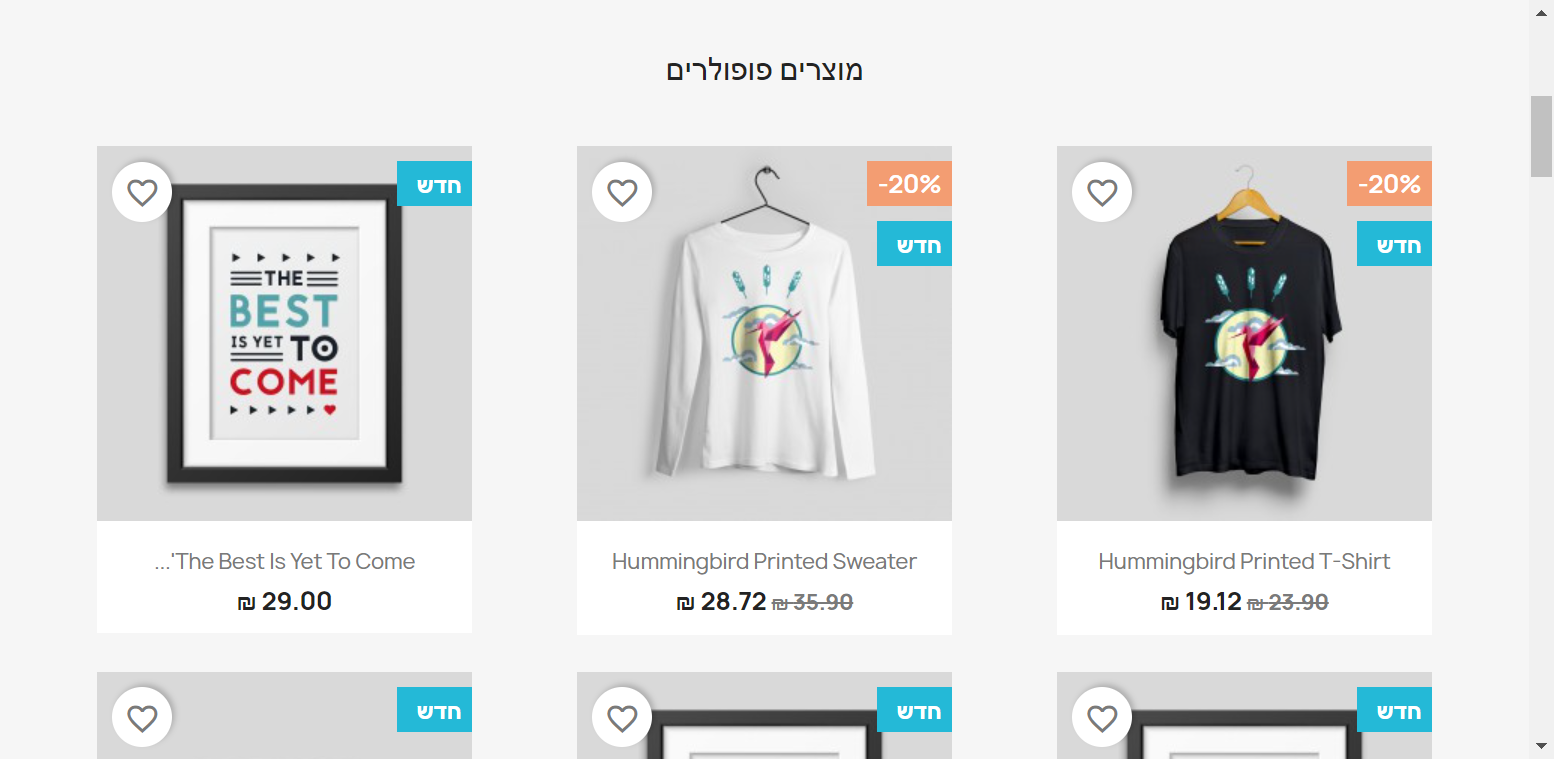 מוצרים פופולרים
-20%
חדש
Hummingbird Printed T-Shirt
₪ 23.90 ₪ 19.12
-20%
חדש
Hummingbird Printed Sweater
₪ 35.90 ₪ 28.72
חדש
THE
BEST
IS YET TO
COME
...'The Best Is Yet To Come
₪ 29.00
חדש
חדש
חדש